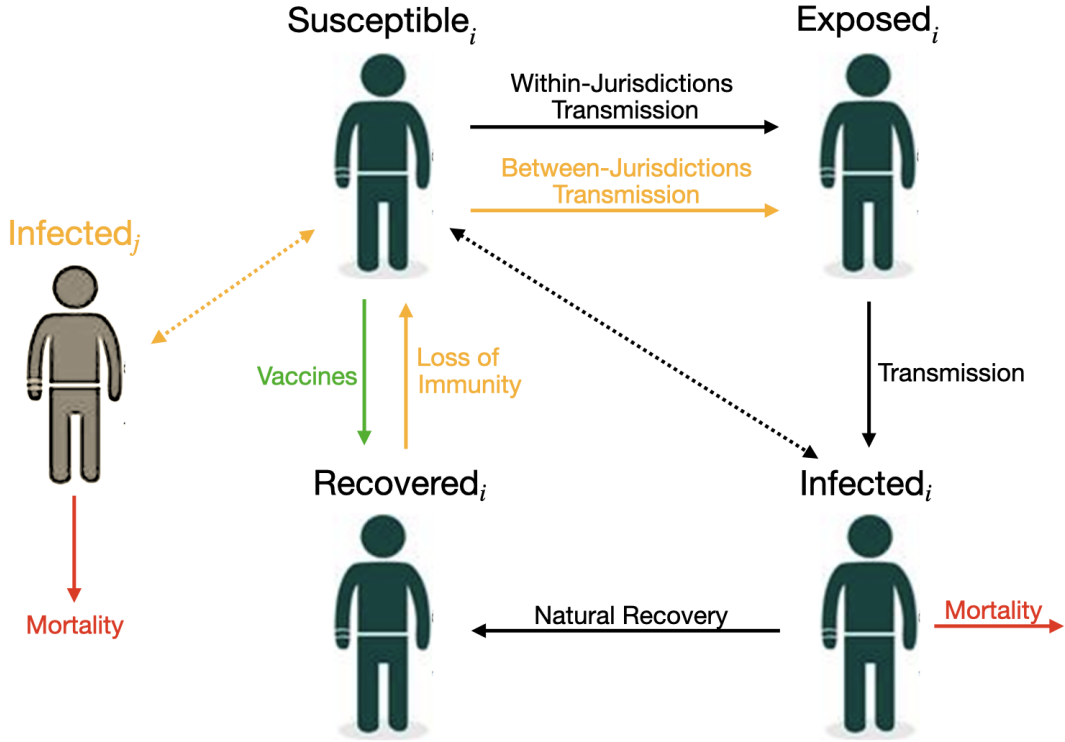 Susceptible_i
Exposed_i
Within-Jurisdictions
Transmission
Between-Jurisdictions
Transmission
Infected_j
Vaccines
Loss of
Immunity
Transmission
Recovered_i
Infected_i
Mortality
Natural Recovery
Mortality